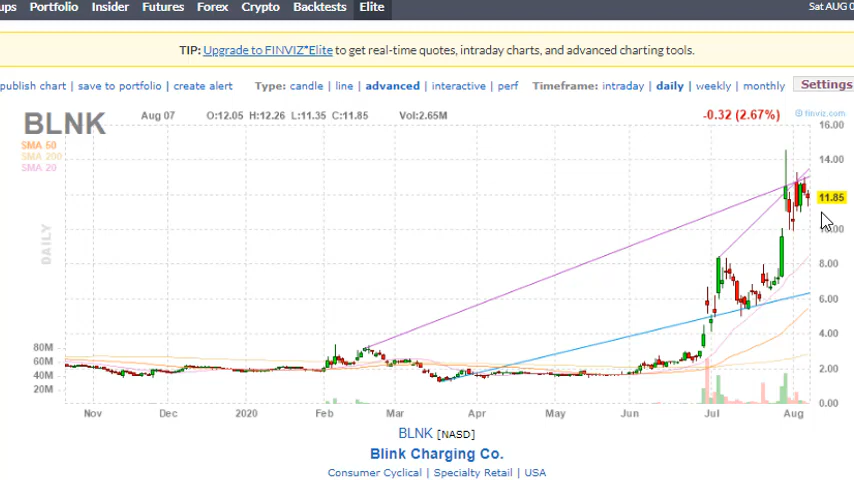 ups Portfolio Insider Futures Forex Crypto Backtests Elite Sat AUG 0
TIP: Upgrade to FINVIZ*Elite to get real-time quotes, intraday charts, and advanced charting tools.
publish chart | save to portfolio | create alert Type: candle | line | advanced | interactive | perf Timeframe: intraday | daily | weekly | monthly Settings
BLNK Aug 07 O:12.05 H:12.26 L:11.35 C:11.85 Vol:2.65M -0.32 (2.67%) © finviz.com
16.00
SMA 50
SMA 200
14.00
SMA 20
11.85
DAILY
10.00
8.00
6.00
4.00
80M
60M
2.00
40M
20M
0.00
Nov Dec 2020 Feb Mar Apr May Jun Jul Aug
BLNK [NASD]
Blink Charging Co.
Consumer Cyclical | Specialty Retail | USA